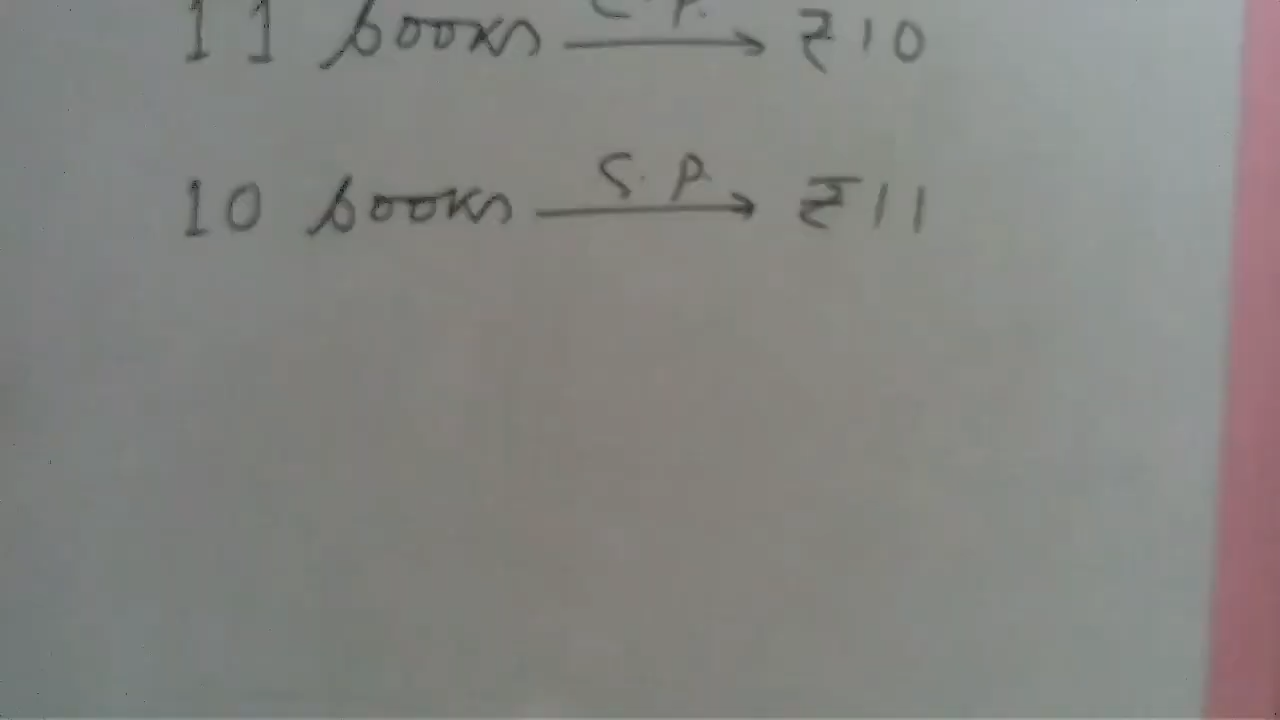 C.P.
11 books → ₹10
S.P.
10 books → ₹11